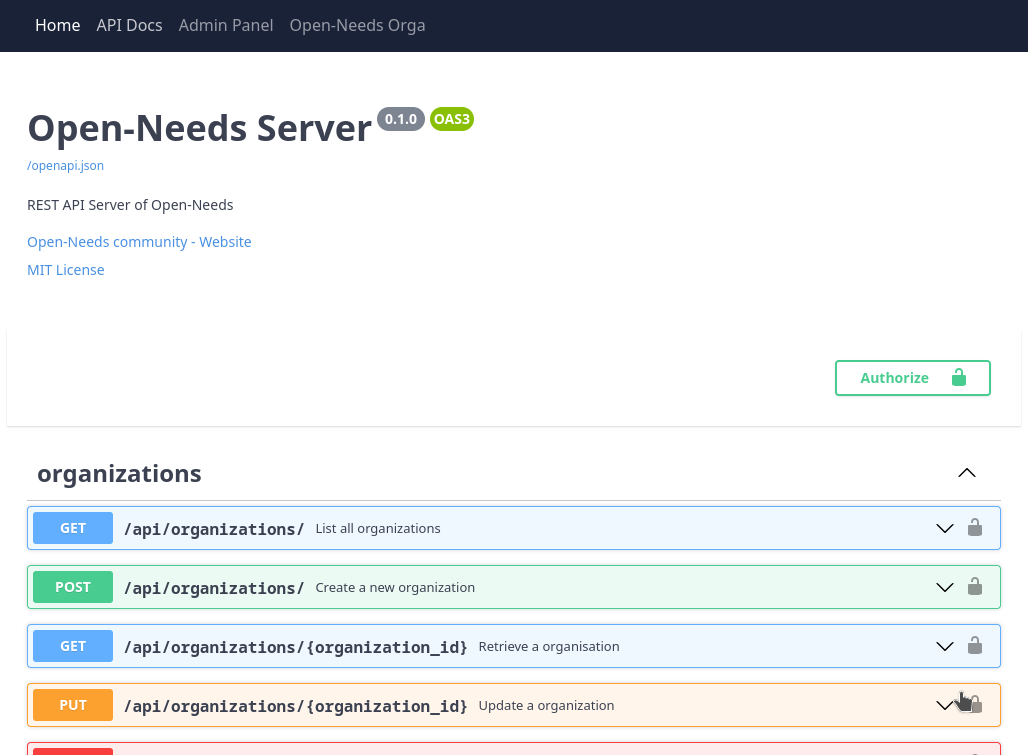 Home API Docs Admin Panel Open-Needs Orga
Open-Needs Server 0.1.0 OAS3
/openapi.json
REST API Server of Open-Needs
Open-Needs community - Website
MIT License
Authorize
organizations
GET /api/organizations/ List all organizations
POST /api/organizations/ Create a new organization
GET /api/organizations/{organization_id} Retrieve a organisation
PUT /api/organizations/{organization_id} Update a organization